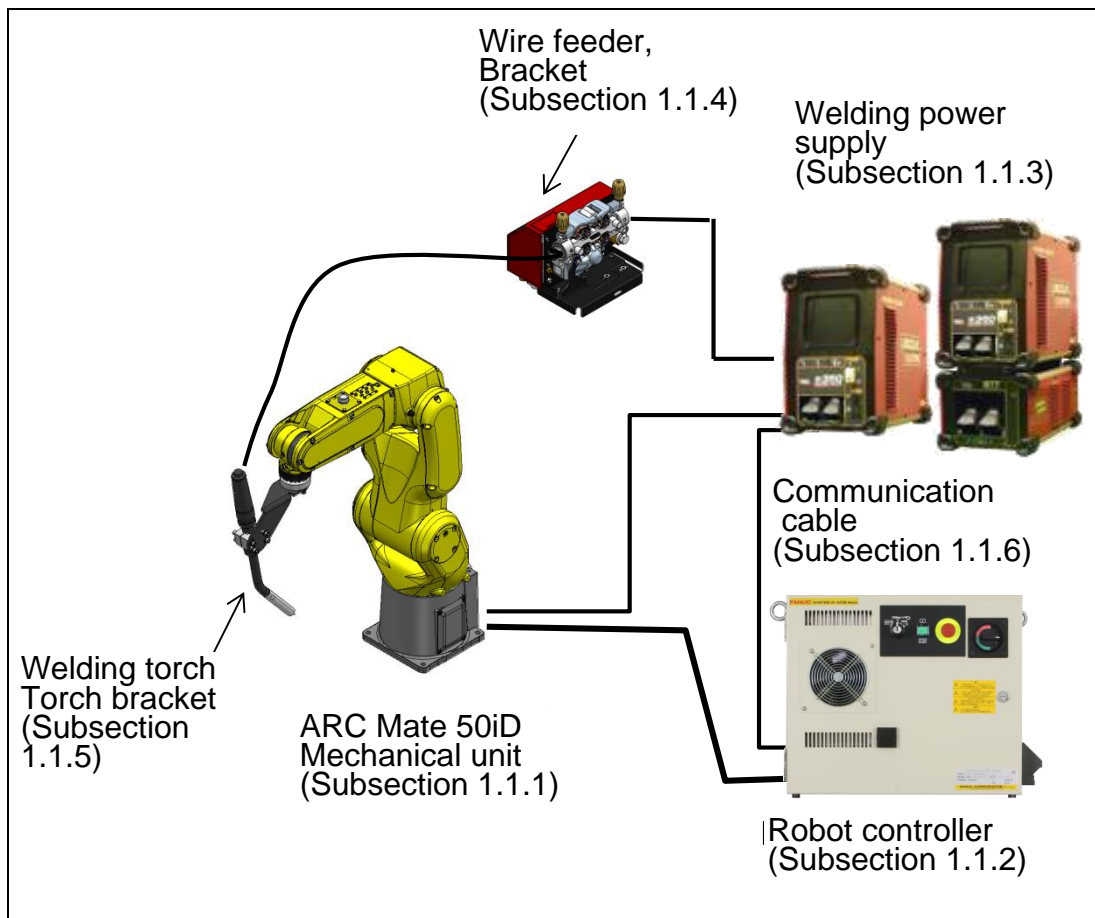 Wire feeder,
Bracket
(Subsection 1.1.4)
Welding power
supply
(Subsection 1.1.3)
Communication
cable
(Subsection 1.1.6)
Welding torch
Torch bracket
(Subsection
1.1.5)
ARC Mate 50iD
Mechanical unit
(Subsection 1.1.1)
FANUC
Robot controller
(Subsection 1.1.2)